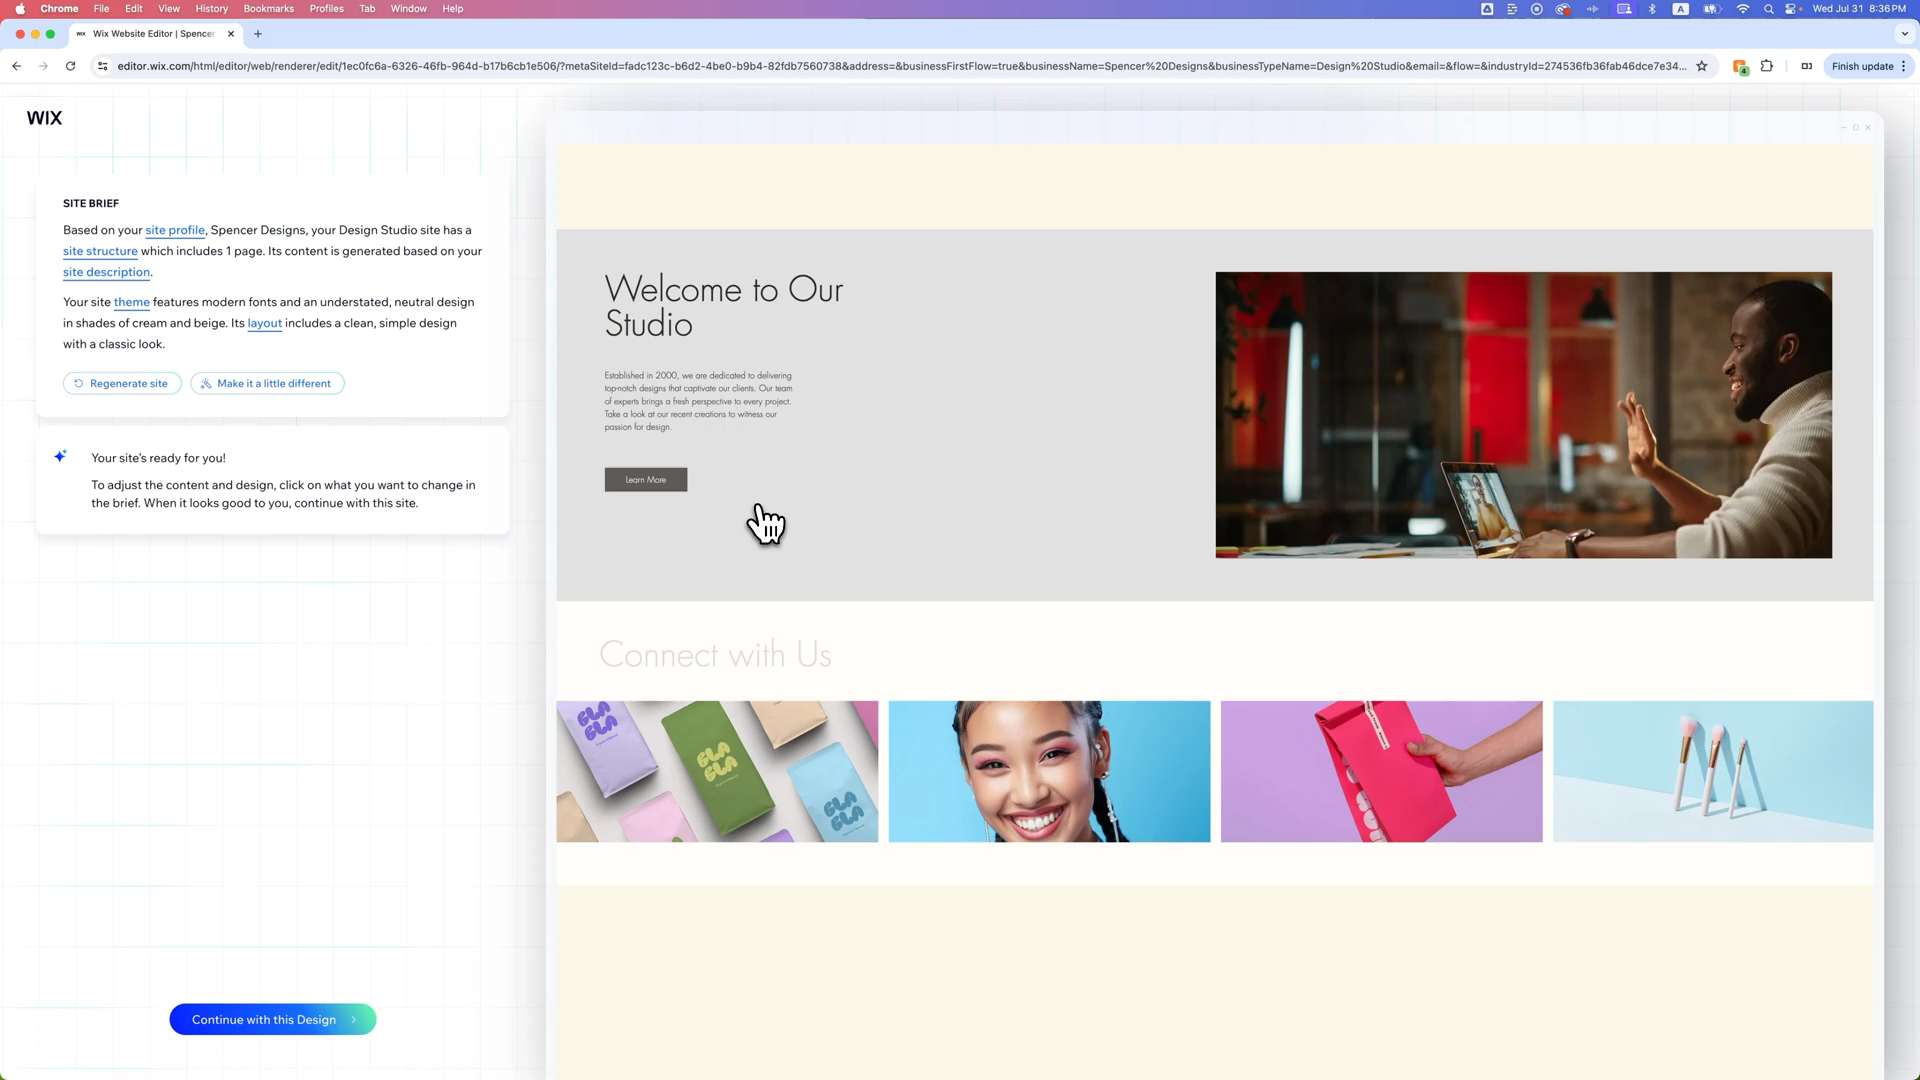 Chrome File Edit View History Bookmarks Profiles Tab Window Help
A
Wed Jul 31 8:36 PM
WIX Wix Website Editor | Spencer
editor.wix.com/html/editor/web/renderer/edit/1ec0fc6a-6326-46fb-964d-b17b6cb1e506/?metaSiteId=fadc123c-b6d2-4be0-b9b4-82fdb7560738&address=&businessFirstFlow=true&businessName=Spencer%20Designs&businessTypeName=Design%20Studio&email=&flow=&industryId=274536fb36fab46dce7e34...
4
Finish update
WIX
SITE BRIEF
Based on your site profile, Spencer Designs, your Design Studio site has a
site structure which includes 1 page. Its content is generated based on your
site description.
Your site theme features modern fonts and an understated, neutral design
in shades of cream and beige. Its layout includes a clean, simple design
with a classic look.
Regenerate site
Make it a little different
Your site's ready for you!
To adjust the content and design, click on what you want to change in
the brief. When it looks good to you, continue with this site.
Continue with this Design
Welcome to Our
Studio
Established in 2000, we are dedicated to delivering
top-notch designs that captivate our clients. Our team
of experts brings a fresh perspective to every project.
Take a look at our recent creations to witness our
passion for design.
Learn More
Connect with Us